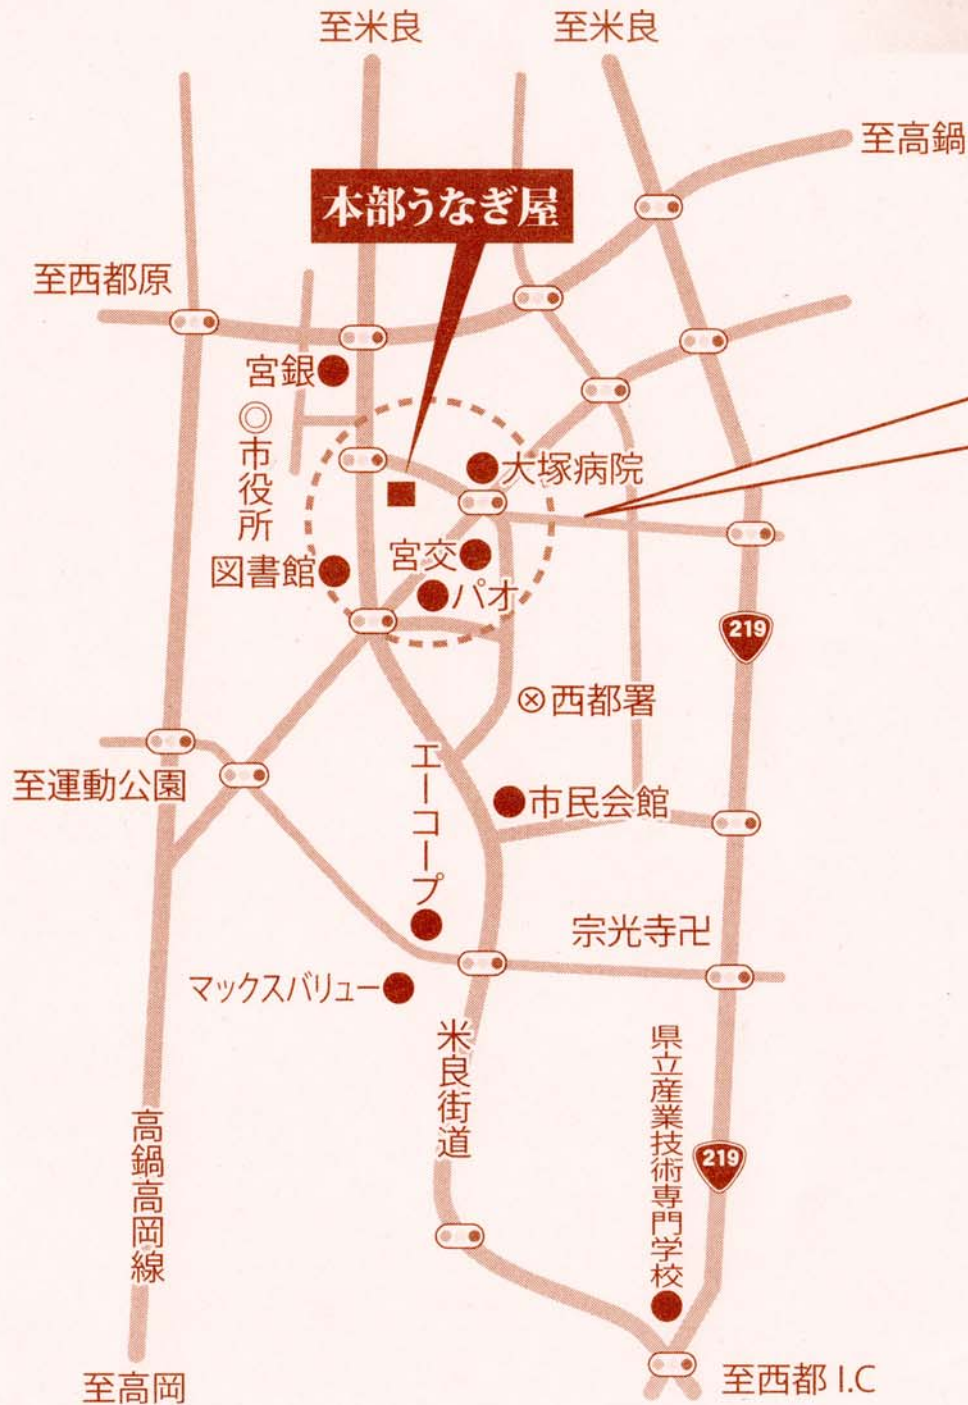 至米良
至米良
至高鍋
本部うなぎ屋
至西都原
宮銀
市役所
大塚病院
宮交
図書館
パオ
219
西都署
エーコープ
至運動公園
市民会館
宗光寺卍
マックスバリュー
米良街道
県立産業技術専門学校
高鍋高岡線
219
至高岡
至西都 I.C